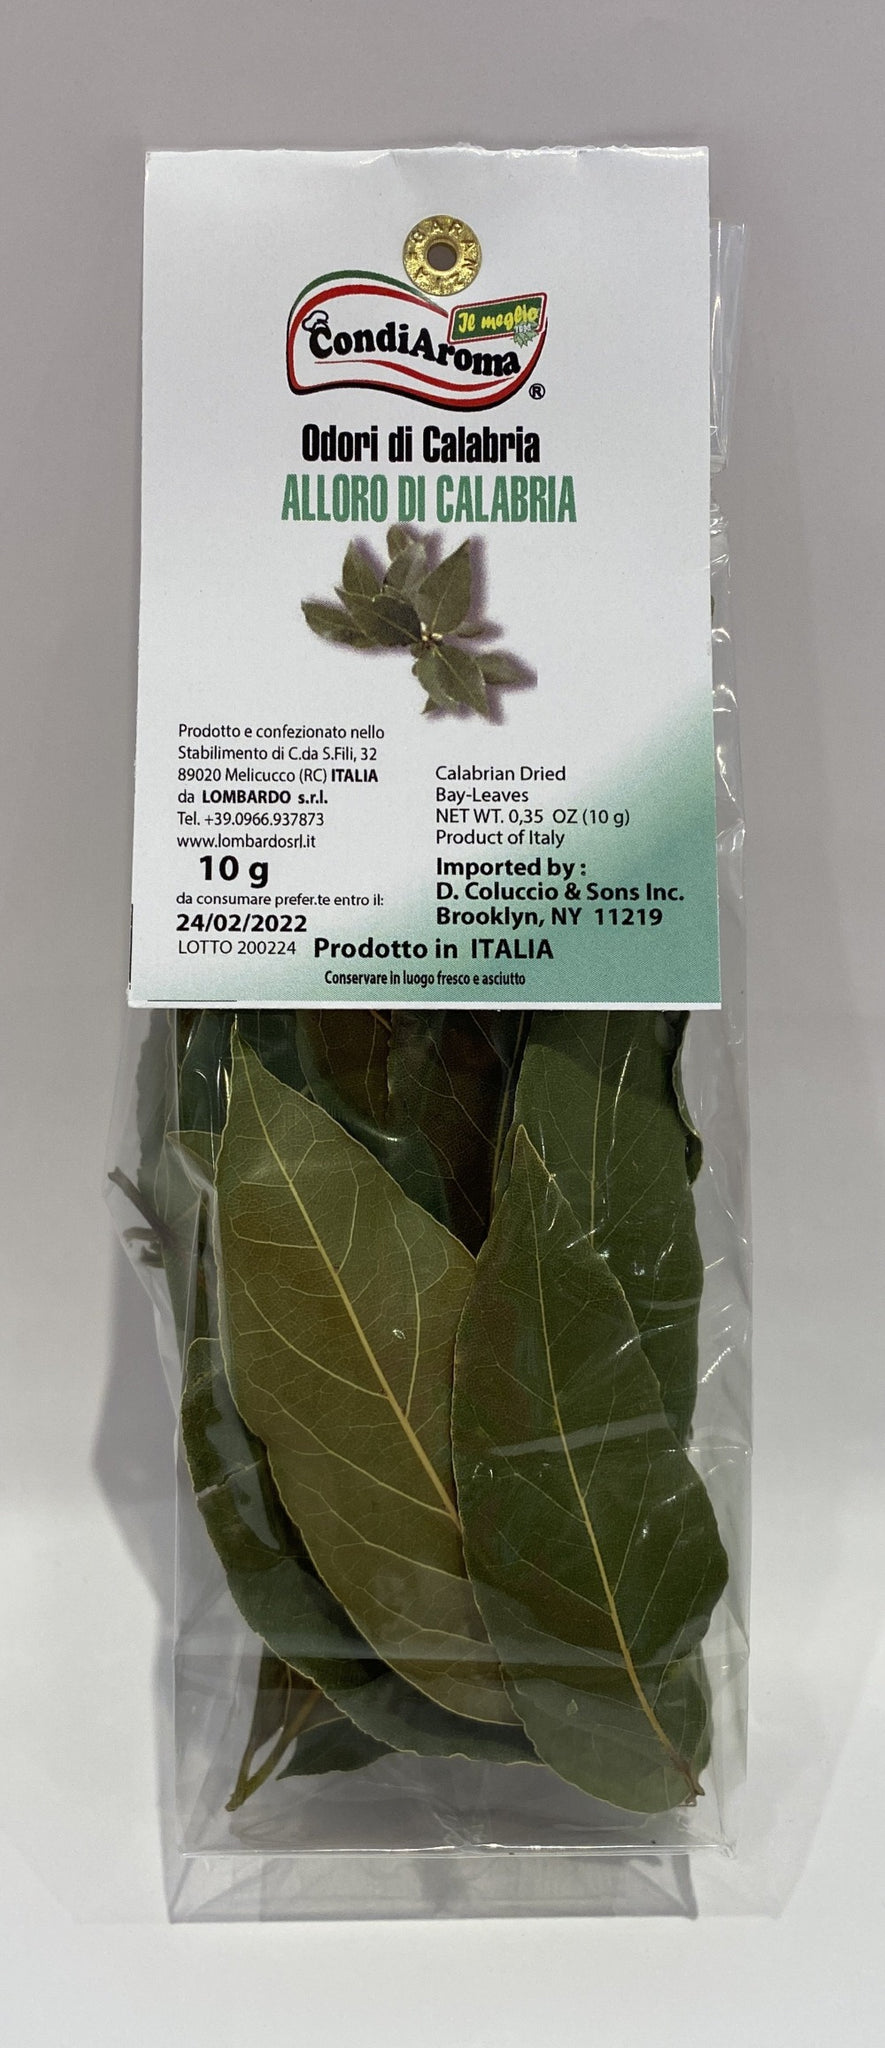 GARANZIA
Il meglio
CondiAroma
®
Odori di Calabria
ALLORO DI CALABRIA
Prodotto e confezionato nello
Stabilimento di C.da S.Fili, 32
89020 Melicucco (RC) ITALIA
da LOMBARDO s.r.l.
Tel. +39.0966.937873
www.lombardosrl.it
10 g
da consumare prefer.te entro il:
24/02/2022
LOTTO 200224
Calabrian Dried
Bay-Leaves
NET WT. 0,35 OZ (10 g)
Product of Italy
Imported by :
D. Coluccio & Sons Inc.
Brooklyn, NY 11219
Prodotto in ITALIA
Conservare in luogo fresco e asciutto